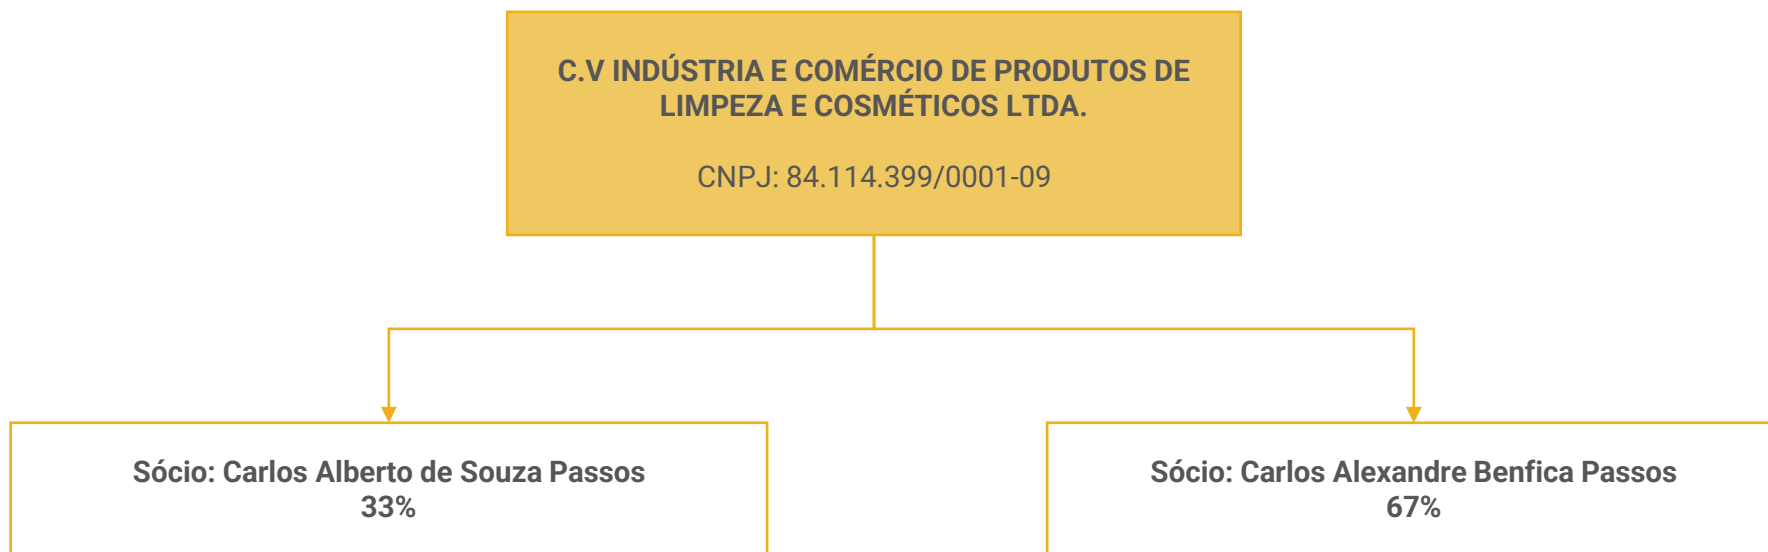 C.V INDÚSTRIA E COMÉRCIO DE PRODUTOS DE
LIMPEZA E COSMÉTICOS LTDA.
CNPJ: 84.114.399/0001-09
Sócio: Carlos Alberto de Souza Passos
33%
Sócio: Carlos Alexandre Benfica Passos
67%